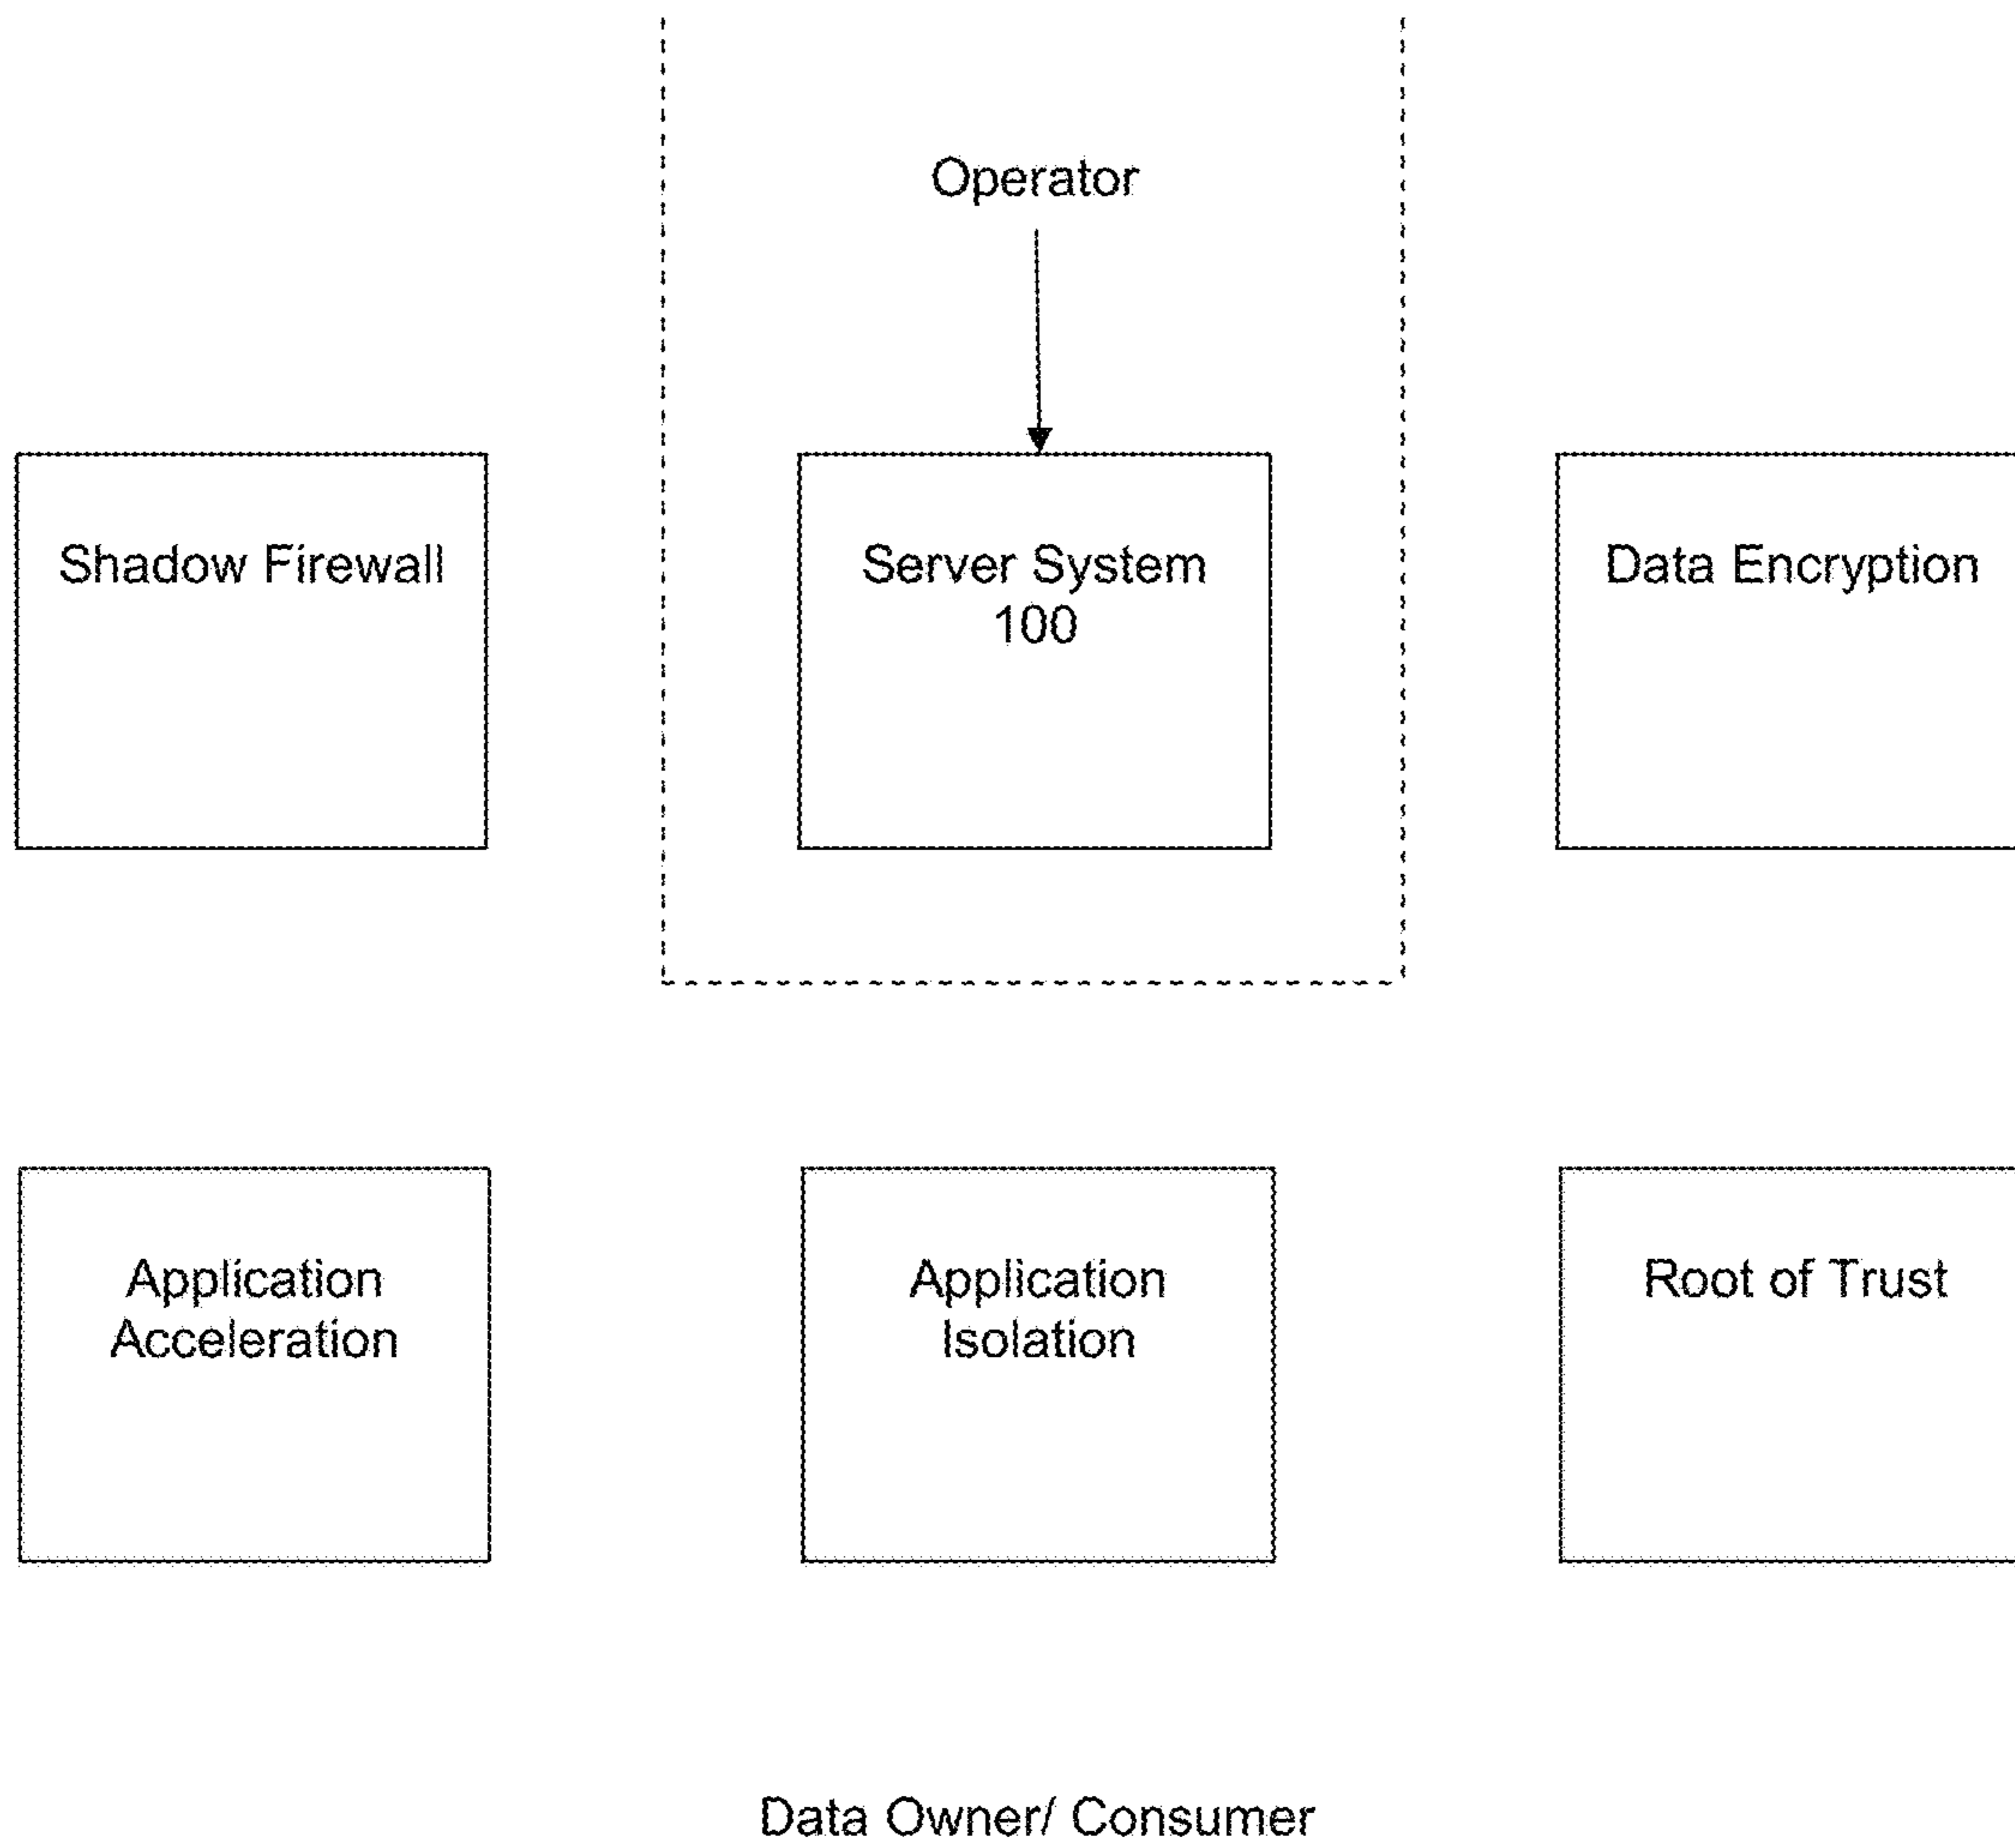 Operator
Shadow Firewall
Server System
100
Data Encryption
Application
Acceleration
Application
Isolation
Root of Trust
Data Owner/ Consumer